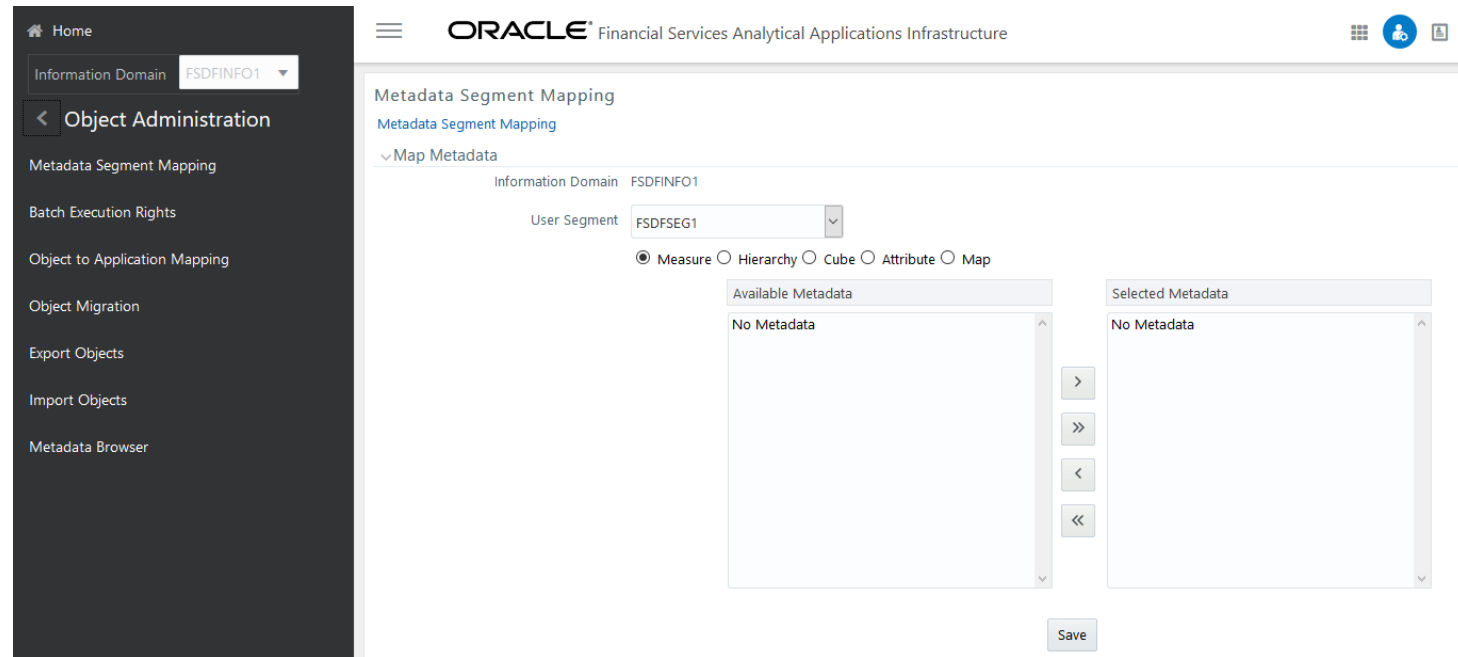 Home
Information Domain FSDFINFO1
Object Administration
Metadata Segment Mapping
Batch Execution Rights
Object to Application Mapping
Object Migration
Export Objects
Import Objects
Metadata Browser
ORACLE® Financial Services Analytical Applications Infrastructure
Metadata Segment Mapping
Metadata Segment Mapping
Map Metadata
Information Domain FSDFINFO1
User Segment FSDFSEG1
Measure Hierarchy Cube Attribute Map
Available Metadata Selected Metadata
No Metadata No Metadata
Save